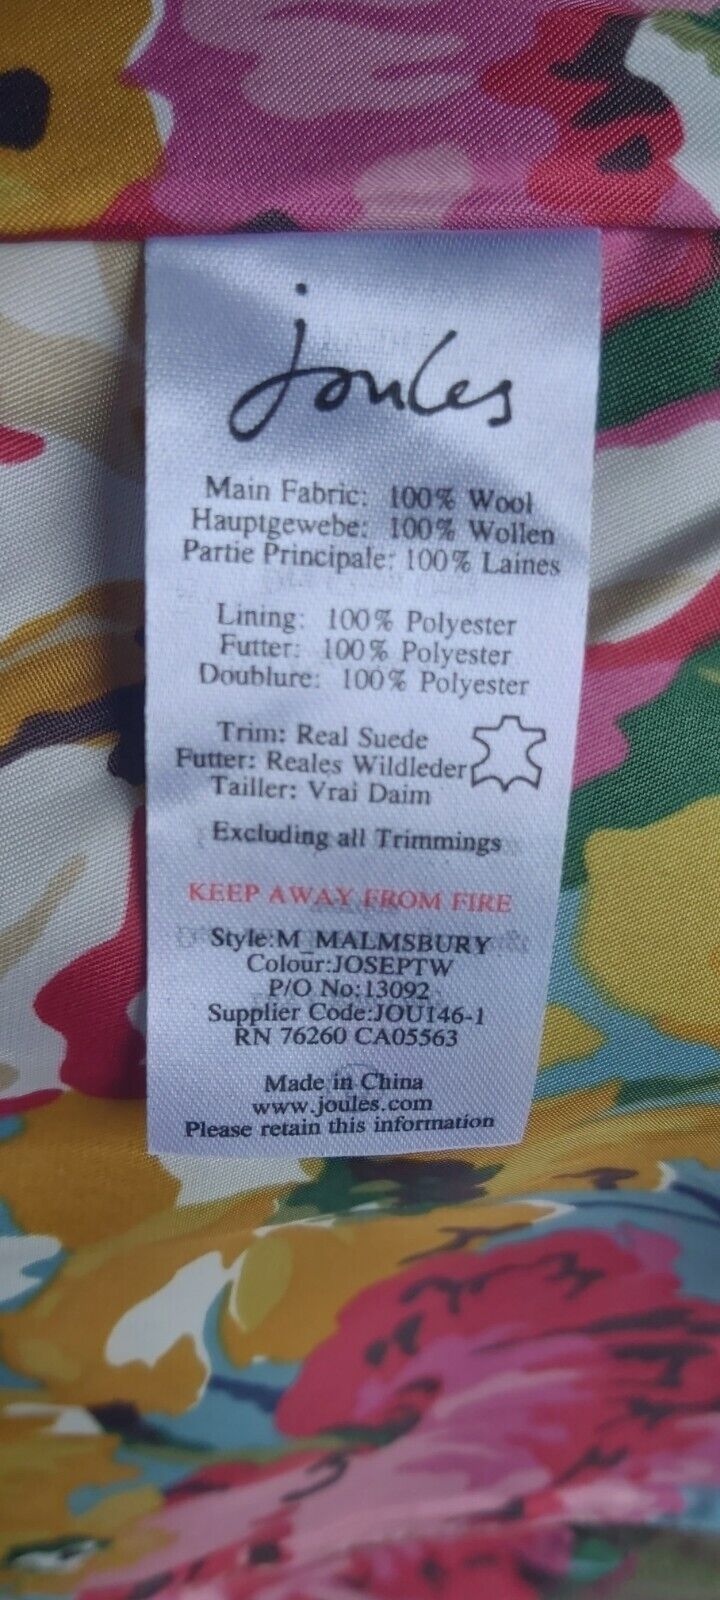 joules
Main Fabric: 100% Wool
Hauptgewebe: 100% Wollen
Partie Principale: 100% Laines
Lining: 100% Polyester
Futter: 100% Polyester
Doublure: 100% Polyester
Trim: Real Suede
Futter: Reales Wildleder
Tailler: Vrai Daim
Excluding all Trimmings
KEEP AWAY FROM FIRE
Style:M_MALMSBURY
Colour:JOSEPTW
P/O No:13092
Supplier Code:JOU146-1
RN 76260 CA05563
Made in China
www.joules.com
Please retain this information